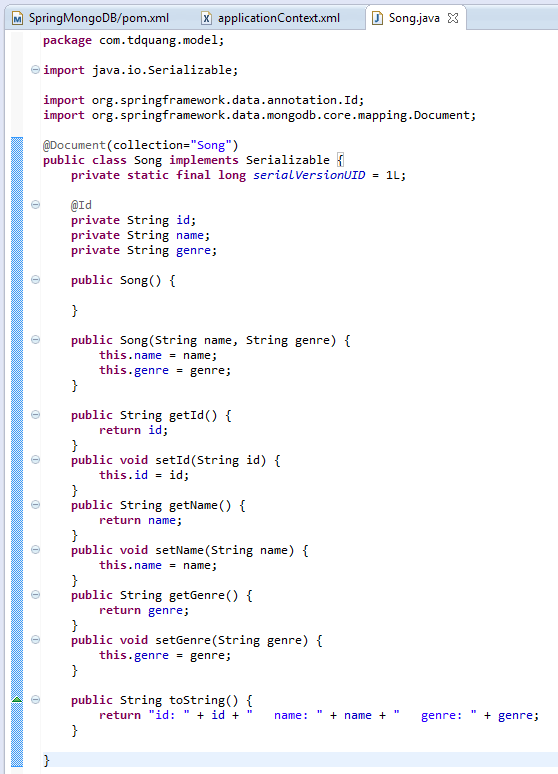 SpringMongoDB/pom.xml applicationContext.xml Song.java
package com.tdquang.model;
import java.io.Serializable;
import org.springframework.data.annotation.Id;
import org.springframework.data.mongodb.core.mapping.Document;
@Document(collection="Song")
public class Song implements Serializable {
    private static final long serialVersionUID = 1L;
    @Id
    private String id;
    private String name;
    private String genre;
    public Song() {
    }
    public Song(String name, String genre) {
        this.name = name;
        this.genre = genre;
    }
    public String getId() {
        return id;
    }
    public void setId(String id) {
        this.id = id;
    }
    public String getName() {
        return name;
    }
    public void setName(String name) {
        this.name = name;
    }
    public String getGenre() {
        return genre;
    }
    public void setGenre(String genre) {
        this.genre = genre;
    }
    public String toString() {
        return "id: " + id + "   name: " + name + "   genre: " + genre;
    }
}